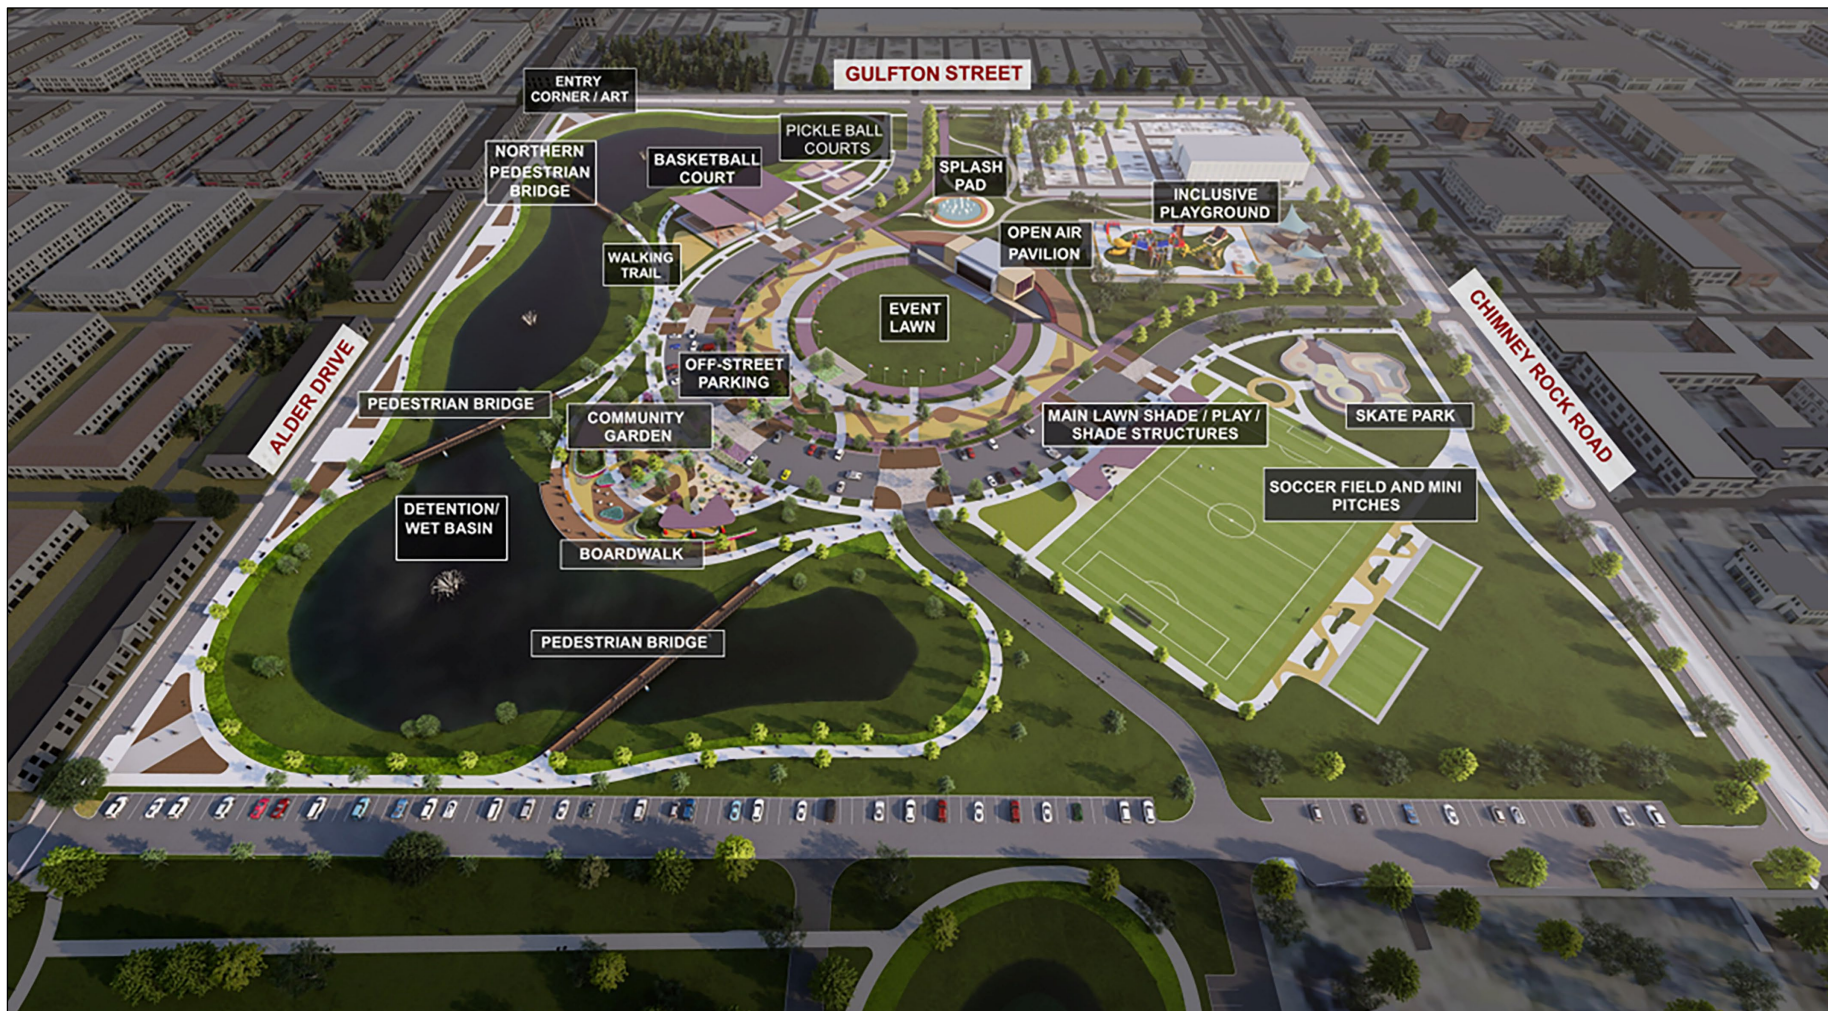 GULFTON STREET
ENTRY
CORNER / ART
PICKLE BALL
COURTS
NORTHERN
PEDESTRIAN
BRIDGE
BASKETBALL
COURT
SPLASH
PAD
INCLUSIVE
PLAYGROUND
OPEN AIR
PAVILION
WALKING
TRAIL
EVENT
LAWN
ALDER DRIVE
CHIMNEY ROCK ROAD
OFF-STREET
PARKING
PEDESTRIAN BRIDGE
COMMUNITY
GARDEN
MAIN LAWN SHADE / PLAY /
SHADE STRUCTURES
SKATE PARK
SOCCER FIELD AND MINI
PITCHES
DETENTION/
WET BASIN
BOARDWALK
PEDESTRIAN BRIDGE